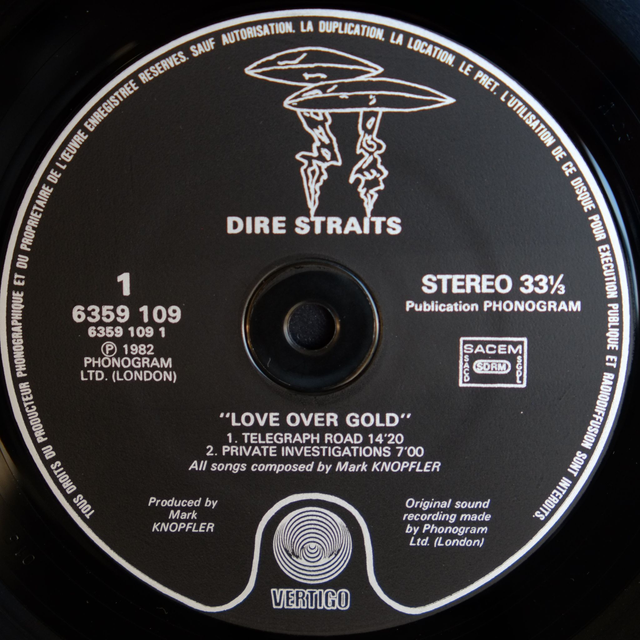 TOUS DROITS DU PRODUCTEUR PHONOGRAPHIQUE ET DU PROPRIETAIRE DE L'ŒUVRE ENREGISTREE RESERVES. SAUF AUTORISATION. LA DUPLICATION. LA LOCATION. LE PRET. L'UTILISATION DE CE DISQUE POUR EXECUTION PUBLIQUE ET RADIODIFFUSION SONT INTERDITS.
DIRE STRAITS
1
6359 109
6359 109 1
Ⓟ 1982
PHONOGRAM
LTD. (LONDON)
STEREO 33⅓
Publication PHONOGRAM
SACEM
SACD
SDRM
SGDL
"LOVE OVER GOLD"
1. TELEGRAPH ROAD 14'20
2. PRIVATE INVESTIGATIONS 7'00
All songs composed by Mark KNOPFLER
Produced by
Mark
KNOPFLER
Original sound
recording made
by Phonogram
Ltd. (London)
VERTIGO